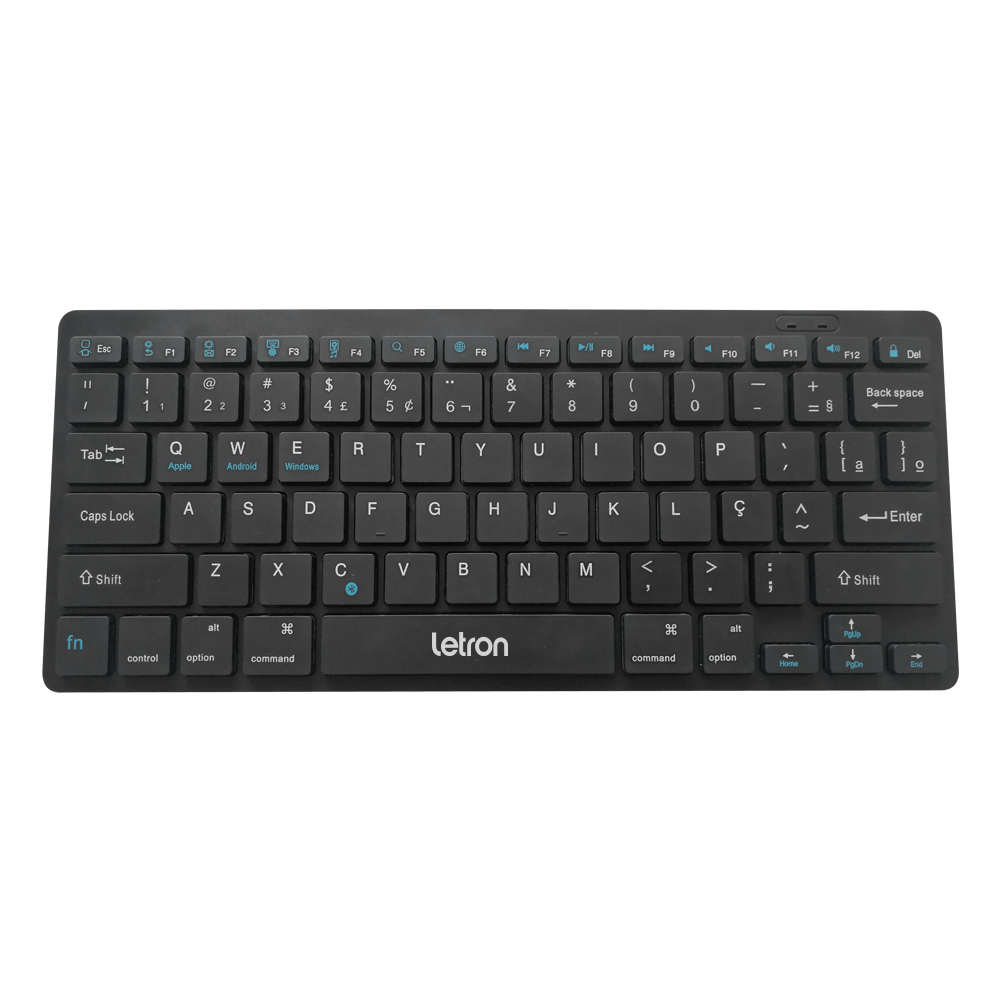 Esc F1 F2 F3 F4 F5 F6 F7 F8 F9 F10 F11 F12 Del
" ! @ # $ % ¨ & * ( ) — +
' 1 1 2 2 3 3 4 £ 5 ¢ 6 ¬ 7 8 9 0 - = § Back space
Tab Q W E R T Y U I O P ` { }
Apple Android Windows ´ [ a ] o
Caps Lock A S D F G H J K L Ç ^ Enter
~
Shift Z X C V B N M < > : Shift
, . ;
fn control alt ⌘ letron ⌘ alt ↑
PgUp
option command command option ← ↓ →
Home PgDn End